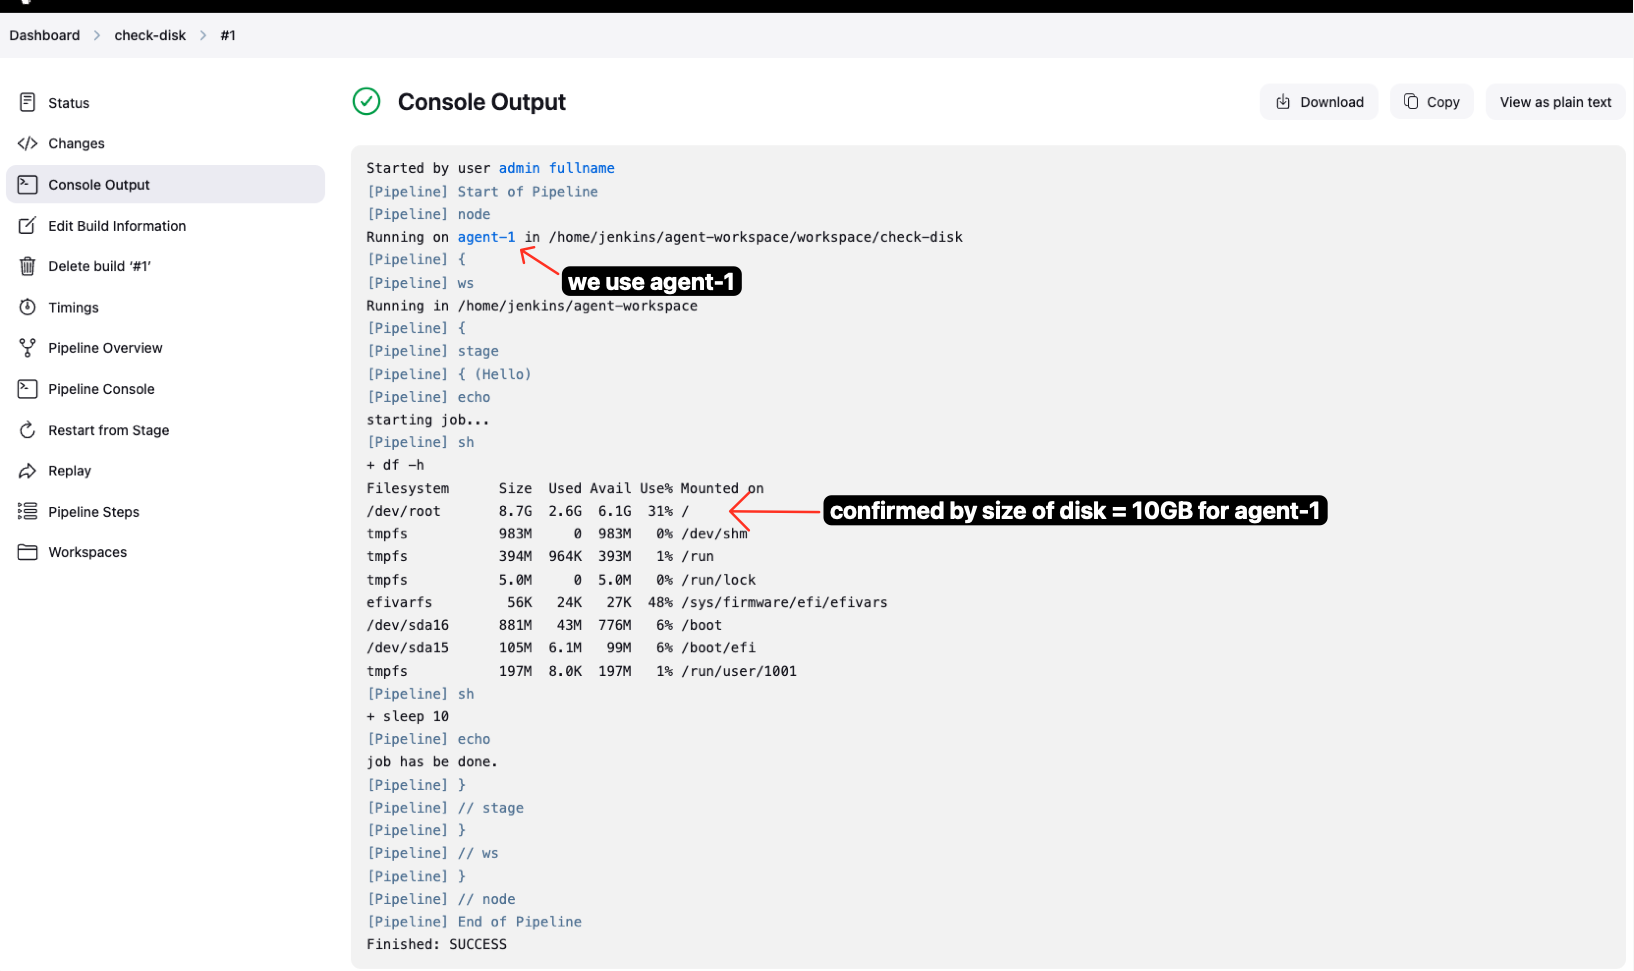 Dashboard > check-disk > #1
Status
Changes
Console Output
Edit Build Information
Delete build ‘#1’
Timings
Pipeline Overview
Pipeline Console
Restart from Stage
Replay
Pipeline Steps
Workspaces
Console Output
Download
Copy
View as plain text
Started by user admin fullname
[Pipeline] Start of Pipeline
[Pipeline] node
Running on agent-1 in /home/jenkins/agent-workspace/workspace/check-disk
[Pipeline] {
we use agent-1
[Pipeline] ws
Running in /home/jenkins/agent-workspace
[Pipeline] {
[Pipeline] stage
[Pipeline] { (Hello)
[Pipeline] echo
starting job...
[Pipeline] sh
+ df -h
Filesystem      Size  Used Avail Use% Mounted on
/dev/root       8.7G  2.6G  6.1G  31% /
confirmed by size of disk = 10GB for agent-1
tmpfs           983M     0  983M   0% /dev/shm
tmpfs           394M  964K  393M   1% /run
tmpfs           5.0M     0  5.0M   0% /run/lock
efivarfs         56K   24K   27K  48% /sys/firmware/efi/efivars
/dev/sda16      881M   43M  776M   6% /boot
/dev/sda15      105M  6.1M   99M   6% /boot/efi
tmpfs           197M  8.0K  197M   1% /run/user/1001
[Pipeline] sh
+ sleep 10
[Pipeline] echo
job has be done.
[Pipeline] }
[Pipeline] // stage
[Pipeline] }
[Pipeline] // ws
[Pipeline] }
[Pipeline] // node
[Pipeline] End of Pipeline
Finished: SUCCESS